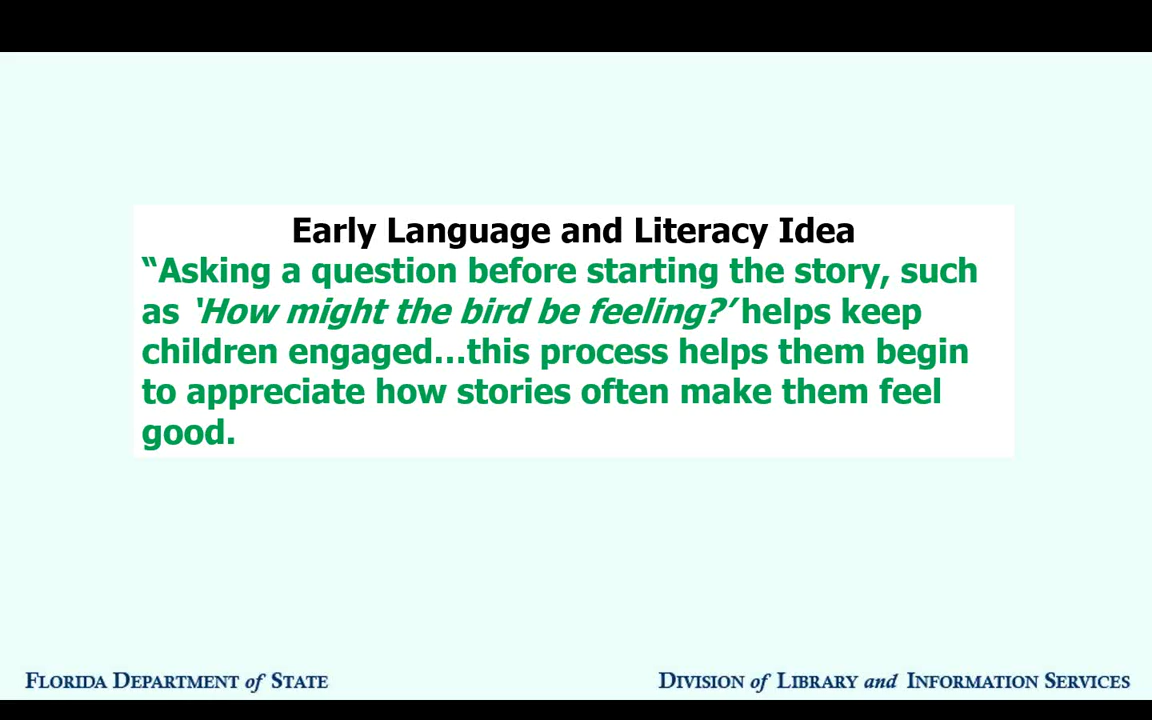 Early Language and Literacy Idea
“Asking a question before starting the story, such
as ‘How might the bird be feeling?’ helps keep
children engaged…this process helps them begin
to appreciate how stories often make them feel
good.
FLORIDA DEPARTMENT of STATE
DIVISION of LIBRARY and INFORMATION SERVICES